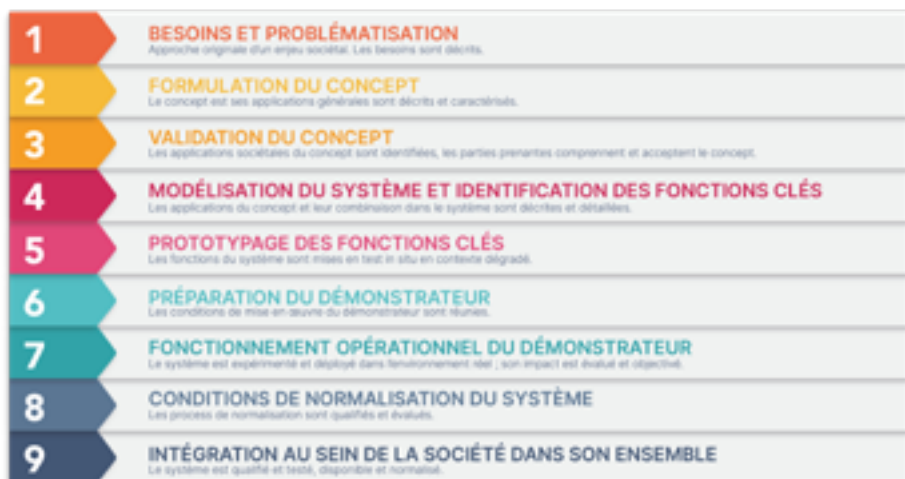 1
BESOINS ET PROBLÉMATISATION
Approche originale d'un enjeu sociétal. Les besoins sont décrits.
2
FORMULATION DU CONCEPT
Le concept est ses applications générales sont décrits et caractérisés.
3
VALIDATION DU CONCEPT
Les applications sociétales du concept sont identifiées, les parties prenantes comprennent et acceptent le concept.
4
MODÉLISATION DU SYSTÈME ET IDENTIFICATION DES FONCTIONS CLÉS
Les applications du concept et leur combinaison dans le système sont décrites et détaillées.
5
PROTOTYPAGE DES FONCTIONS CLÉS
Les fonctions du système sont mises en test in situ en contexte dégradé.
6
PRÉPARATION DU DÉMONSTRATEUR
Les conditions de mise en œuvre du démonstrateur sont réunies.
7
FONCTIONNEMENT OPÉRATIONNEL DU DÉMONSTRATEUR
Le système est expérimenté et déployé dans l'environnement réel ; son impact est évalué et objectivé.
8
CONDITIONS DE NORMALISATION DU SYSTÈME
Les process de normalisation sont qualifiés et évalués.
9
INTÉGRATION AU SEIN DE LA SOCIÉTÉ DANS SON ENSEMBLE
Le système est qualifié et testé, disponible et normalisé.